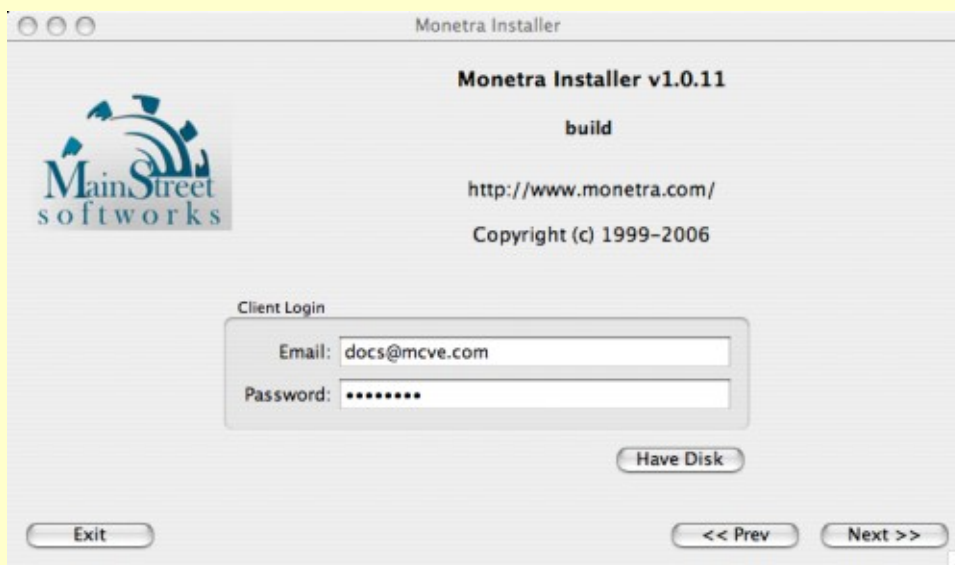 Monetra Installer
Monetra Installer v1.0.11
build
http://www.monetra.com/
Copyright (c) 1999-2006
MainStreet
softworks
Client Login
Email: docs@mcve.com
Password: ••••••••
Have Disk
Exit
<< Prev
Next >>